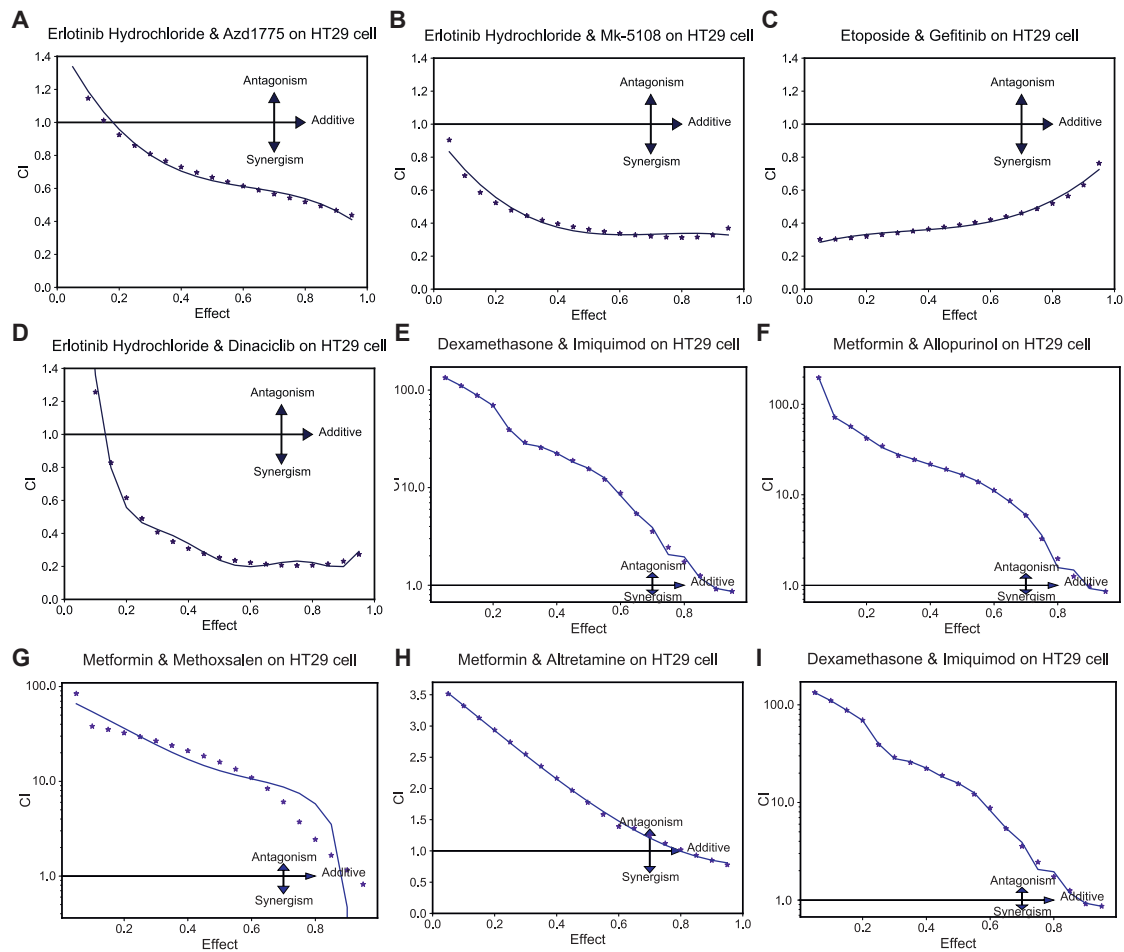 A
Erlotinib Hydrochloride & Azd1775 on HT29 cell
1.4
1.2
1.0
0.8
0.6
0.4
0.2
0.0
CI
Antagonism
Additive
Synergism
0.0 0.2 0.4 0.6 0.8 1.0
Effect
B
Erlotinib Hydrochloride & Mk-5108 on HT29 cell
1.4
1.2
1.0
0.8
0.6
0.4
0.2
0.0
CI
Antagonism
Additive
Synergism
0.0 0.2 0.4 0.6 0.8 1.0
Effect
C
Etoposide & Gefitinib on HT29 cell
1.4
1.2
1.0
0.8
0.6
0.4
0.2
0.0
CI
Antagonism
Additive
Synergism
0.0 0.2 0.4 0.6 0.8 1.0
Effect
D
Erlotinib Hydrochloride & Dinaciclib on HT29 cell
1.4
1.2
1.0
0.8
0.6
0.4
0.2
0.0
CI
Antagonism
Additive
Synergism
0.0 0.2 0.4 0.6 0.8 1.0
Effect
E
Dexamethasone & Imiquimod on HT29 cell
100.0
10.0
1.0
CI
Antagonism
Additive
Synergism
0.2 0.4 0.6 0.8
Effect
F
Metformin & Allopurinol on HT29 cell
100.0
10.0
1.0
CI
Antagonism
Additive
Synergism
0.2 0.4 0.6 0.8
Effect
G
Metformin & Methoxsalen on HT29 cell
100.0
10.0
1.0
CI
Antagonism
Additive
Synergism
0.2 0.4 0.6 0.8
Effect
H
Metformin & Altretamine on HT29 cell
3.5
3.0
2.5
2.0
1.5
1.0
0.5
0.0
CI
Antagonism
Additive
Synergism
0.0 0.2 0.4 0.6 0.8 1.0
Effect
I
Dexamethasone & Imiquimod on HT29 cell
100.0
10.0
1.0
CI
Antagonism
Additive
Synergism
0.2 0.4 0.6 0.8
Effect